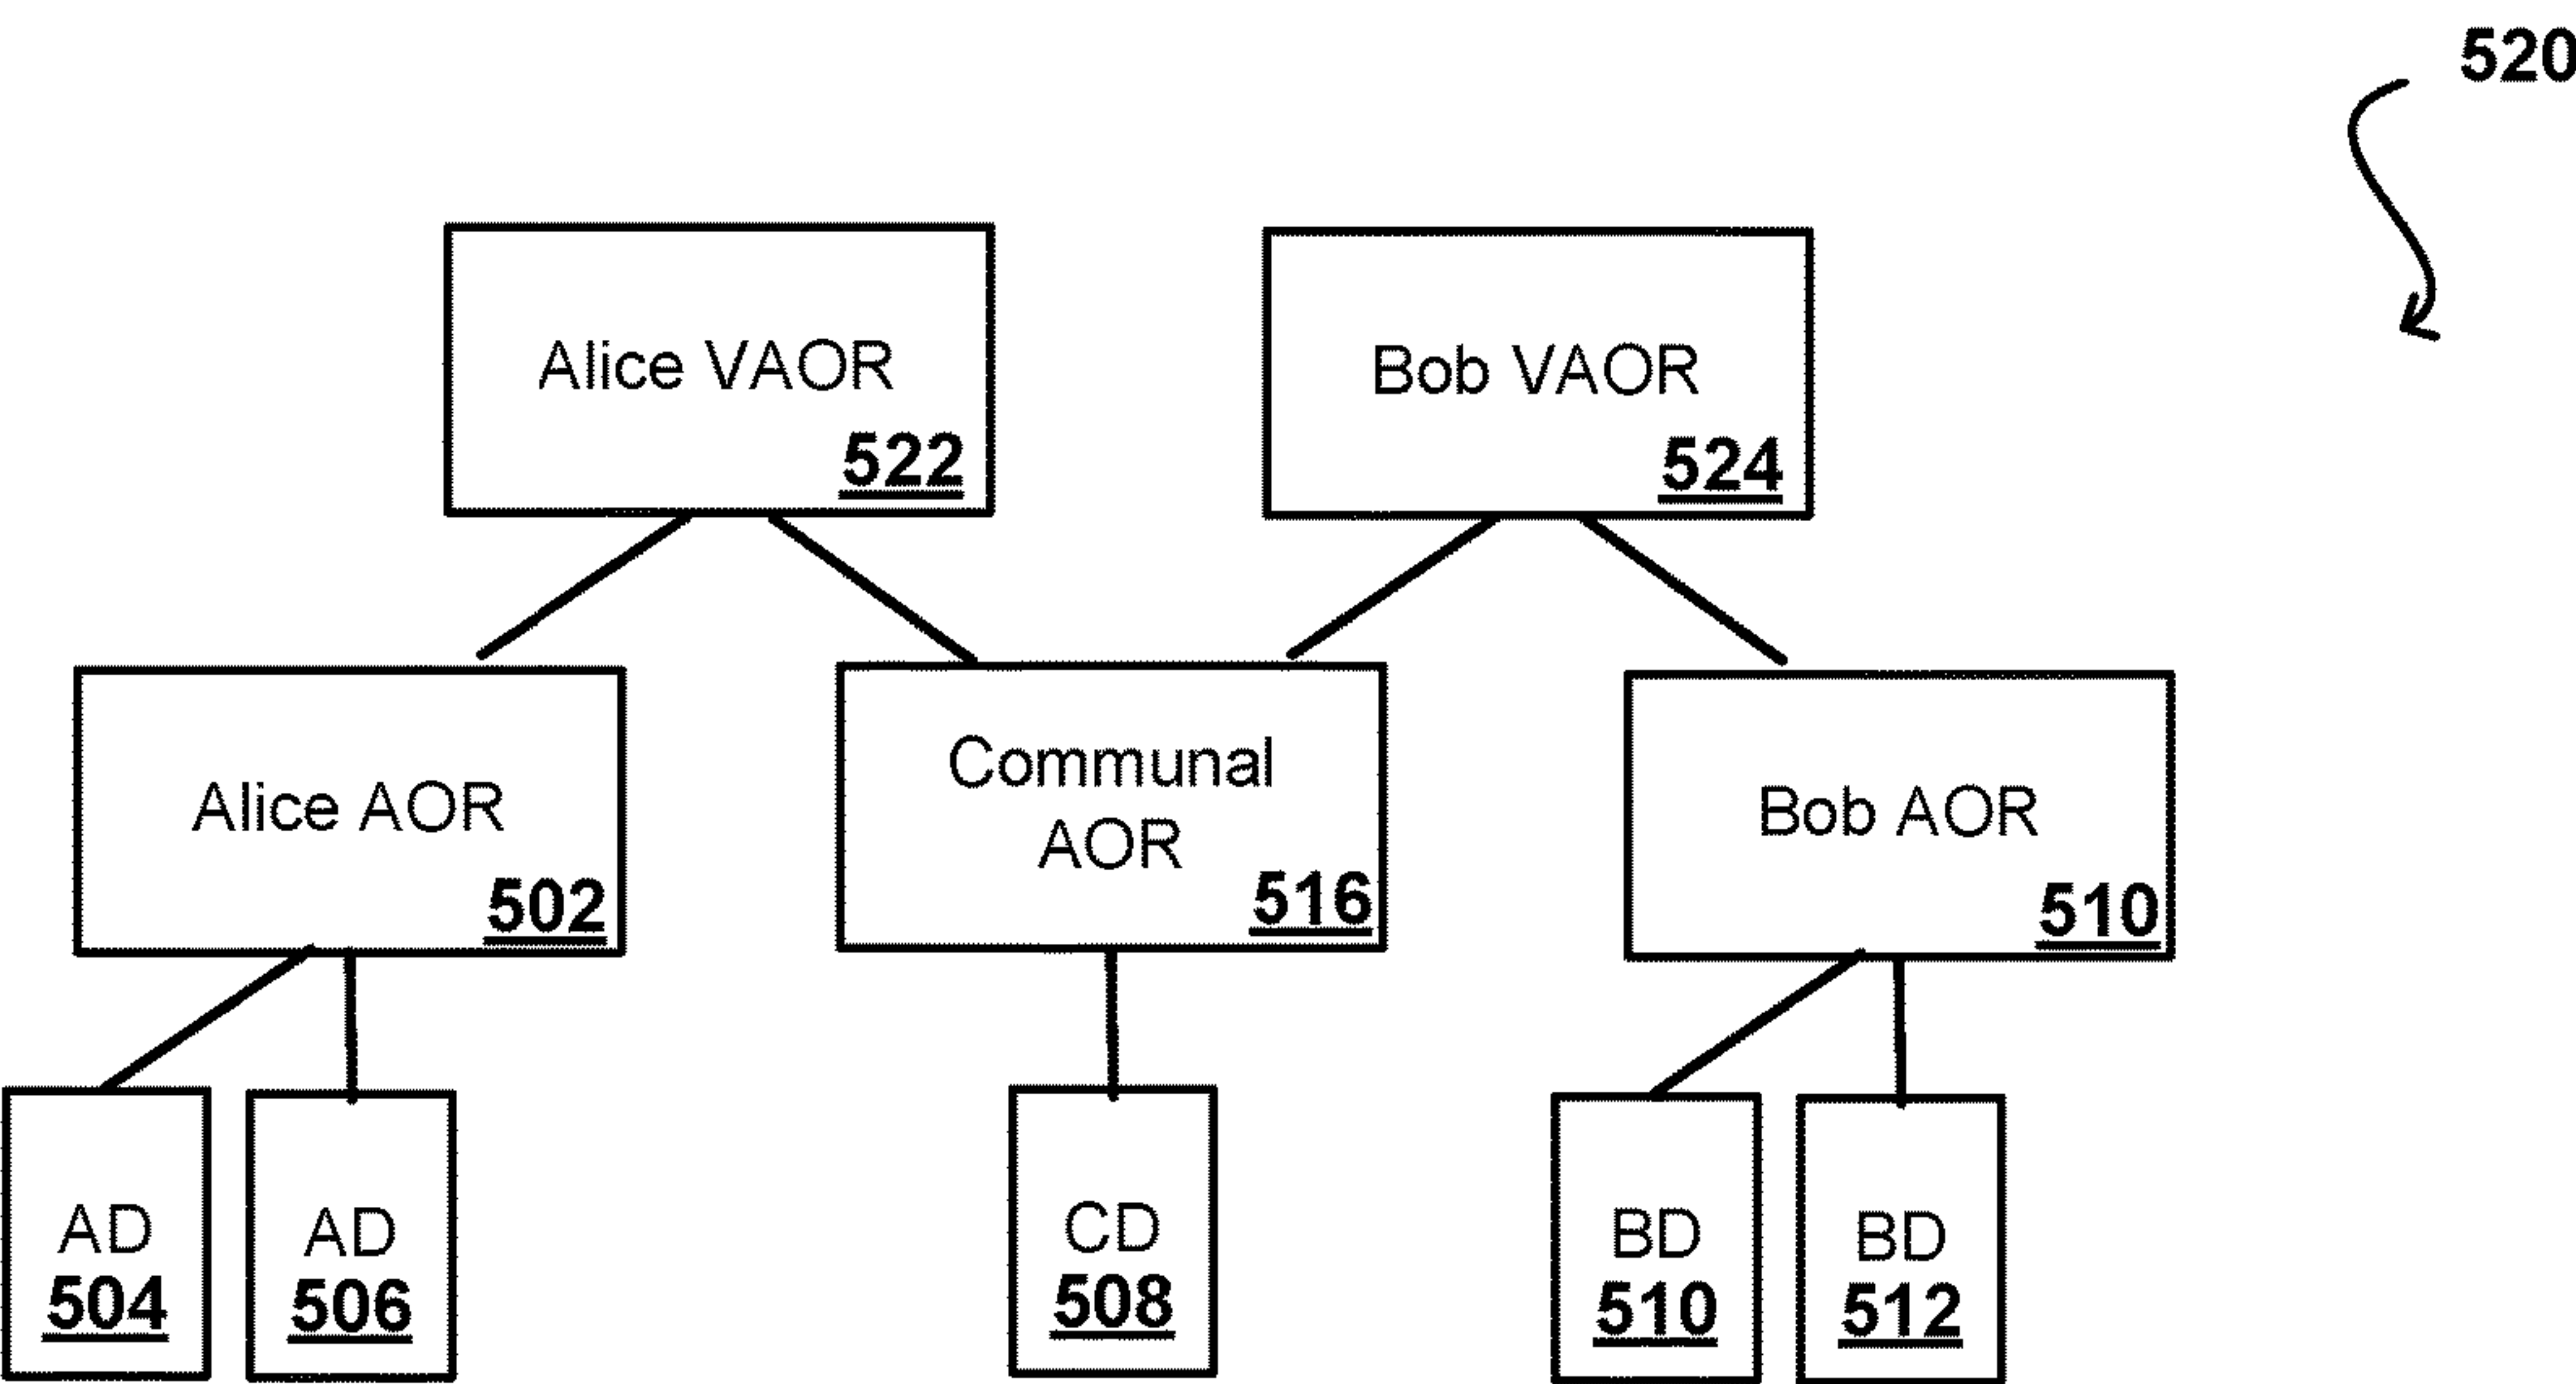 520
Alice VAOR
522
Bob VAOR
524
Alice AOR
502
Communal
AOR
516
Bob AOR
510
AD
504
AD
506
CD
508
BD
510
BD
512